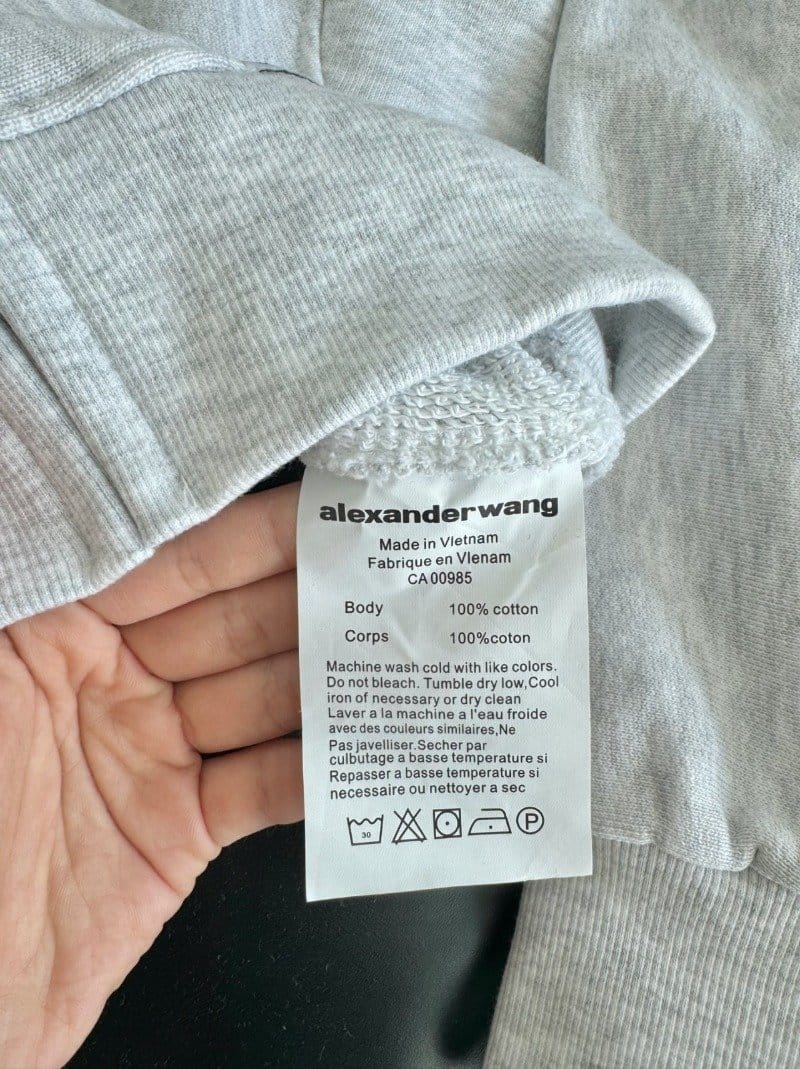 alexanderwang
Made in Vletnam
Fabrique en Vlenam
CA 00985
Body 100% cotton
Corps 100%coton
Machine wash cold with like colors.
Do not bleach. Tumble dry low,Cool
iron of necessary or dry clean
Laver a la machine a l'eau froide
avec des couleurs similaires,Ne
Pas javelliser.Secher par
culbutage a basse temperature si
Repasser a basse temperature si
necessaire ou nettoyer a sec
30 P